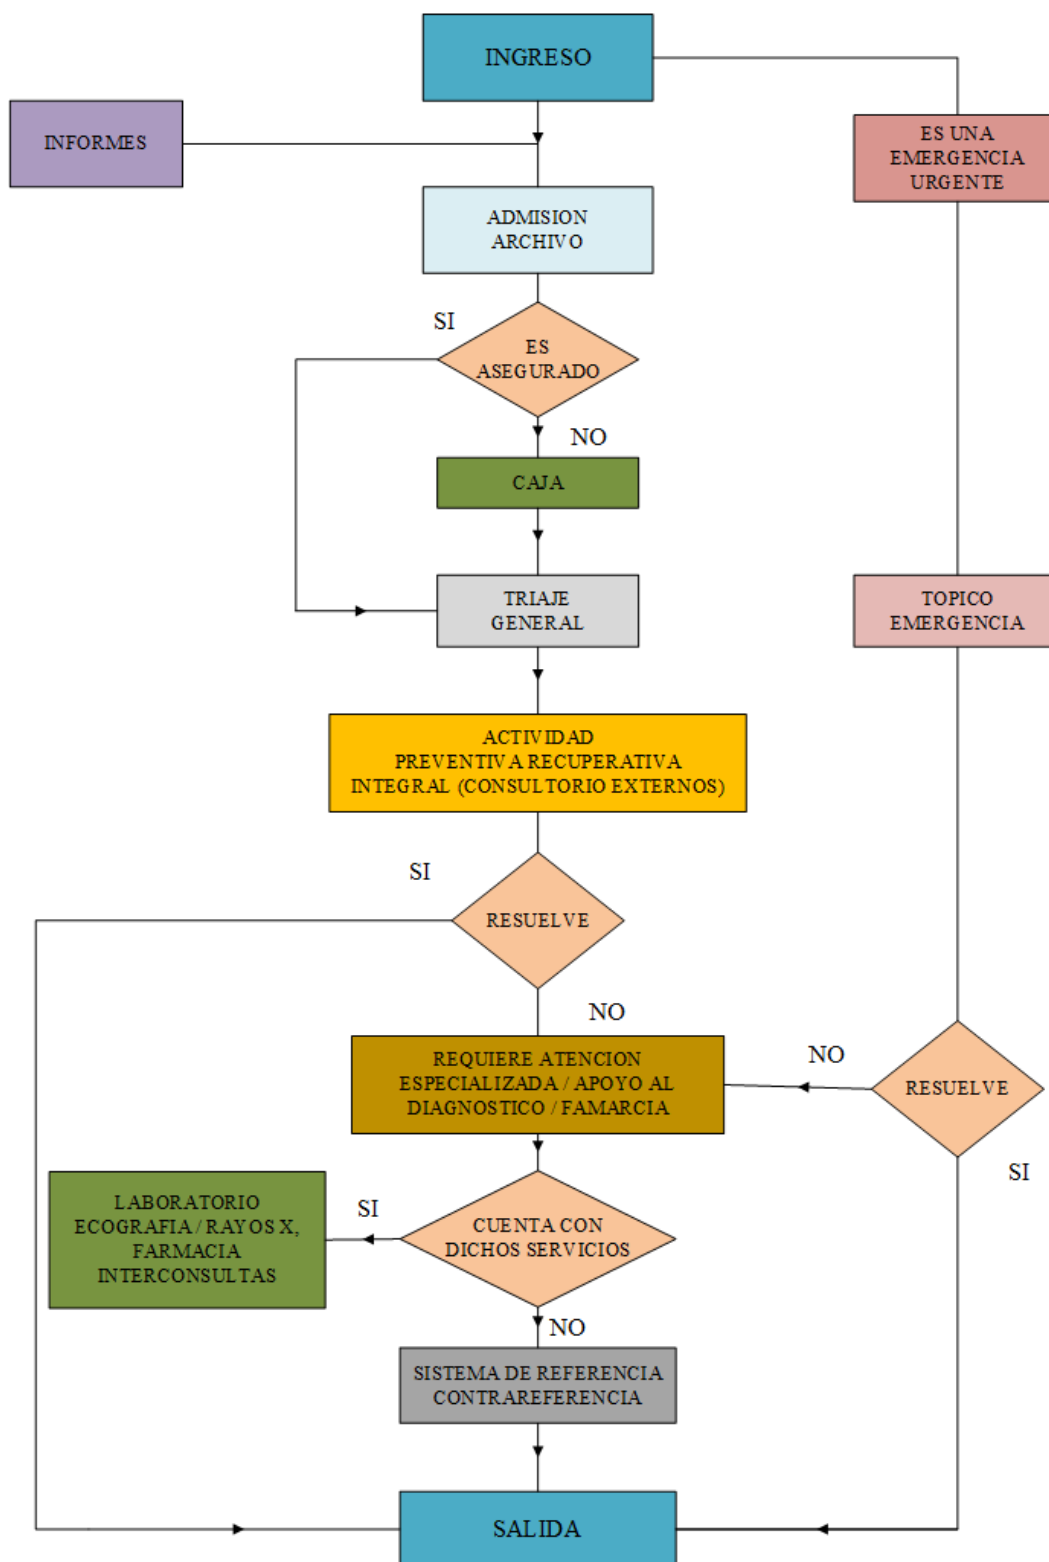 INGRESO
INFORMES
ES UNA
EMERGENCIA
URGENTE
ADMISION
ARCHIVO
SI
ES
ASEGURADO
NO
CAJA
TRIAJE
GENERAL
TOPICO
EMERGENCIA
ACTIVIDAD
PREVENTIVA RECUPERATIVA
INTEGRAL (CONSULTORIO EXTERNOS)
SI
RESUELVE
NO
REQUIERE ATENCION
ESPECIALIZADA / APOYO AL
DIAGNOSTICO / FAMARCIA
NO
RESUELVE
SI
LABORATORIO
ECOGRAFIA / RAYOS X,
FARMACIA
INTERCONSULTAS
SI
CUENTA CON
DICHOS SERVICIOS
NO
SISTEMA DE REFERENCIA
CONTRAREFERENCIA
SALIDA